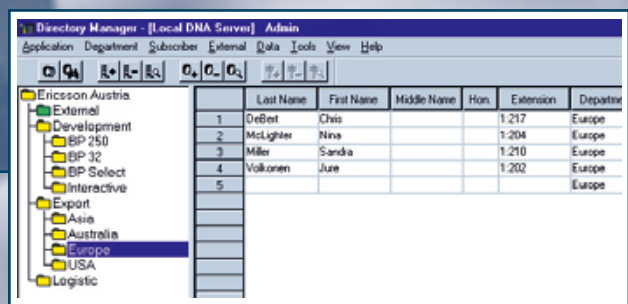 Directory Manager - [Local DNA Server] Admin
Application Department Subscriber External Data Tools View Help
Ericsson Austria
External
Development
BP 250
BP 32
BP Select
Interactive
Export
Asia
Australia
Europe
USA
Logistic
Last Name First Name Middle Name Hon. Extension Departme
1 DeBert Chris 1:217 Europe
2 McLighter Nina 1:204 Europe
3 Miller Sandra 1:210 Europe
4 Volkonen Jure 1:202 Europe
5 Europe